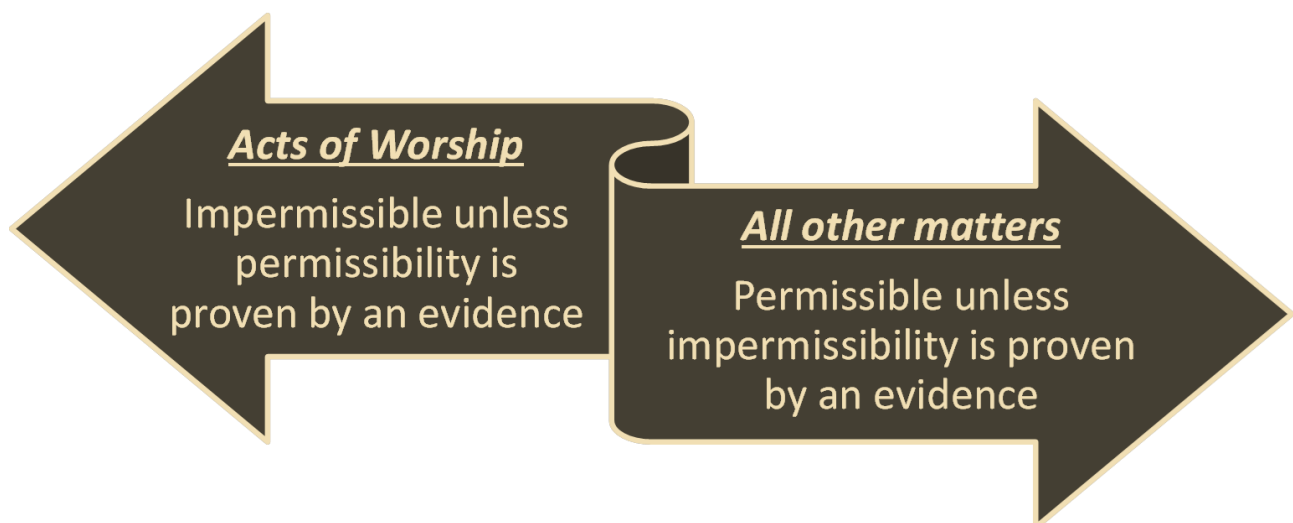 Acts of Worship
Impermissible unless
permissibility is
proven by an evidence
All other matters
Permissible unless
impermissibility is proven
by an evidence